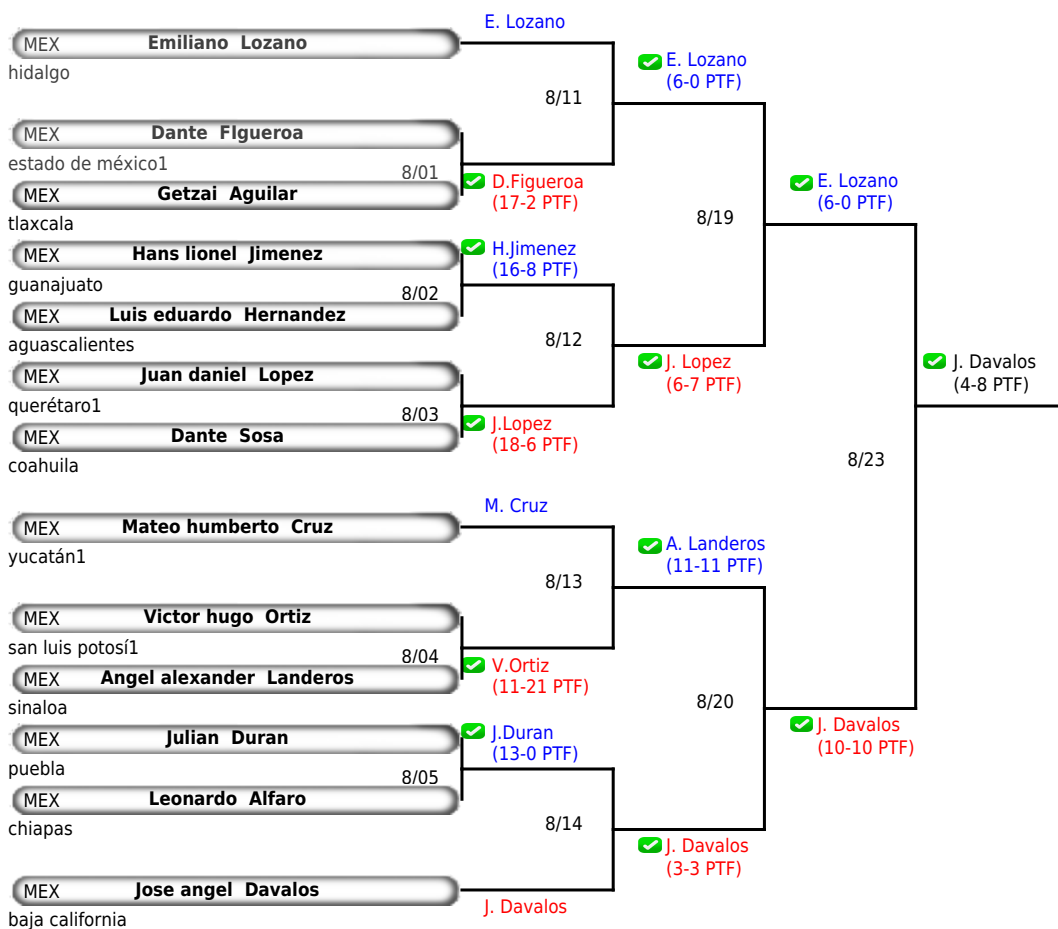 E. Lozano
MEX Emiliano Lozano
hidalgo
E. Lozano
(6-0 PTF)
8/11
MEX Dante FIgueroa
estado de méxico1
8/01
MEX Getzai Aguilar
tlaxcala
D.Figueroa
(17-2 PTF)
E. Lozano
(6-0 PTF)
8/19
MEX Hans lionel Jimenez
guanajuato
H.Jimenez
(16-8 PTF)
8/02
MEX Luis eduardo Hernandez
aguascalientes
8/12
MEX Juan daniel Lopez
querétaro1
J. Lopez
(6-7 PTF)
J. Davalos
(4-8 PTF)
8/03
MEX Dante Sosa
coahuila
J.Lopez
(18-6 PTF)
8/23
M. Cruz
MEX Mateo humberto Cruz
yucatán1
A. Landeros
(11-11 PTF)
8/13
MEX Victor hugo Ortiz
san luis potosí1
8/04
MEX Angel alexander Landeros
sinaloa
V.Ortiz
(11-21 PTF)
8/20
MEX Julian Duran
puebla
J.Duran
(13-0 PTF)
J. Davalos
(10-10 PTF)
8/05
MEX Leonardo Alfaro
chiapas
8/14
J. Davalos
(3-3 PTF)
MEX Jose angel Davalos
baja california
J. Davalos